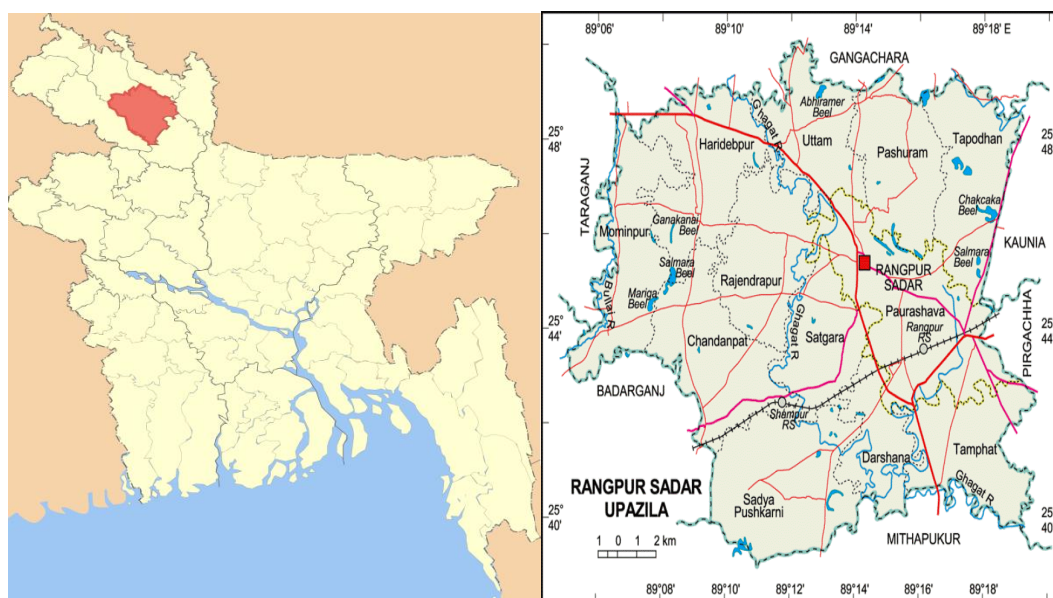 89° 06'
89° 10'
89° 14'
89° 18' E
GANGACHARA
Abhiramer
Beel
Ghagat R
25°
48'
Haridebpur
Uttam
Pashuram
Tapodhan
TARAGANJ
Chakcaka
Beel
Ganakanai
Beel
Mominpur
KAUNIA
Salmara
Beel
Salmara
Beel
RANGPUR
SADAR
Rajendrapur
Mariga
Beel
Bullai R
Ghagat R
Paurashava
Rangpur
RS
25°
44'
25
44
Satgara
Chandanpat
PIRGACHHA
BADARGANJ
Shampur
RS
Tamphat
Darshana
Ghagat R
RANGPUR SADAR
UPAZILA
Sadya
Pushkarni
25°
40'
25
40
MITHAPUKUR
1 0 1 2 km
89° 08'
89° 10'
89° 12'
89° 14'
89° 16'
89° 18'